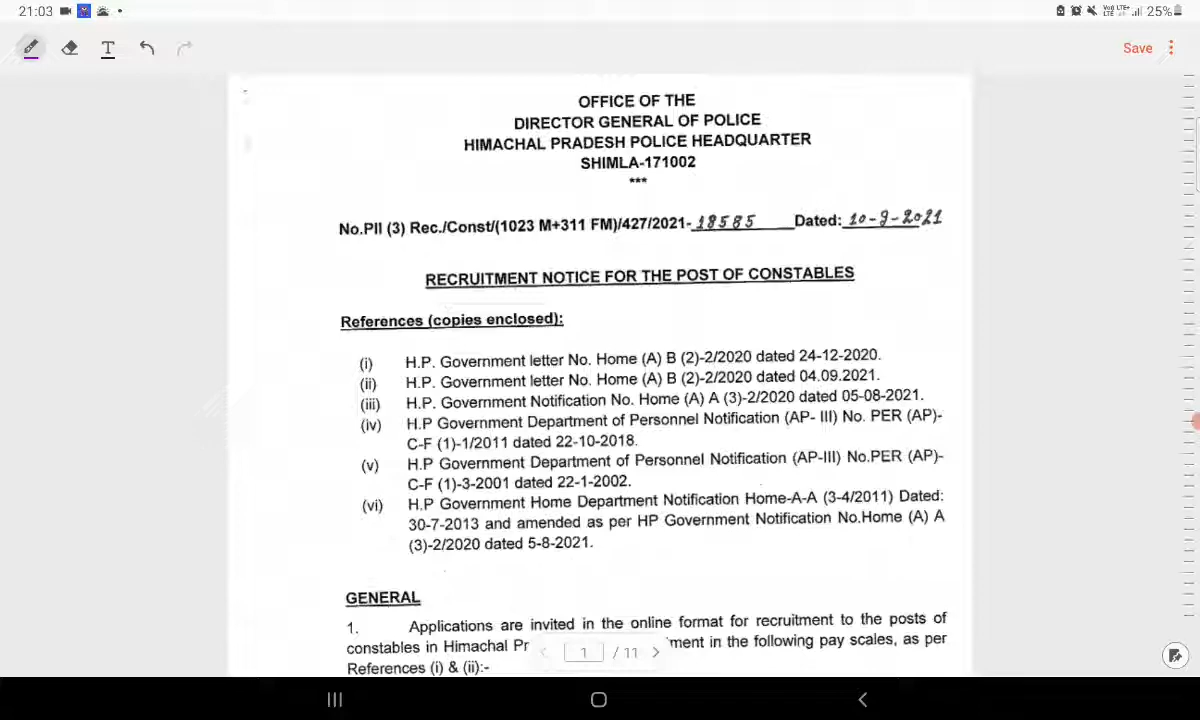 21:03
Vo) LTE+
LTE
25%
T
Save
OFFICE OF THE
DIRECTOR GENERAL OF POLICE
HIMACHAL PRADESH POLICE HEADQUARTER
SHIMLA-171002
***
No.PII (3) Rec./Const/(1023 M+311 FM)/427/2021-18585 Dated: 10-9-2021
RECRUITMENT NOTICE FOR THE POST OF CONSTABLES
References (copies enclosed):
(i) H.P. Government letter No. Home (A) B (2)-2/2020 dated 24-12-2020.
(ii) H.P. Government letter No. Home (A) B (2)-2/2020 dated 04.09.2021.
(iii) H.P. Government Notification No. Home (A) A (3)-2/2020 dated 05-08-2021.
(iv) H.P Government Department of Personnel Notification (AP- III) No. PER (AP)-
C-F (1)-1/2011 dated 22-10-2018.
(v) H.P Government Department of Personnel Notification (AP-III) No.PER (AP)-
C-F (1)-3-2001 dated 22-1-2002.
(vi) H.P Government Home Department Notification Home-A-A (3-4/2011) Dated:
30-7-2013 and amended as per HP Government Notification No.Home (A) A
(3)-2/2020 dated 5-8-2021.
GENERAL
1. Applications are invited in the online format for recruitment to the posts of
constables in Himachal Pr ment in the following pay scales, as per
References (i) & (ii):-
1 / 11